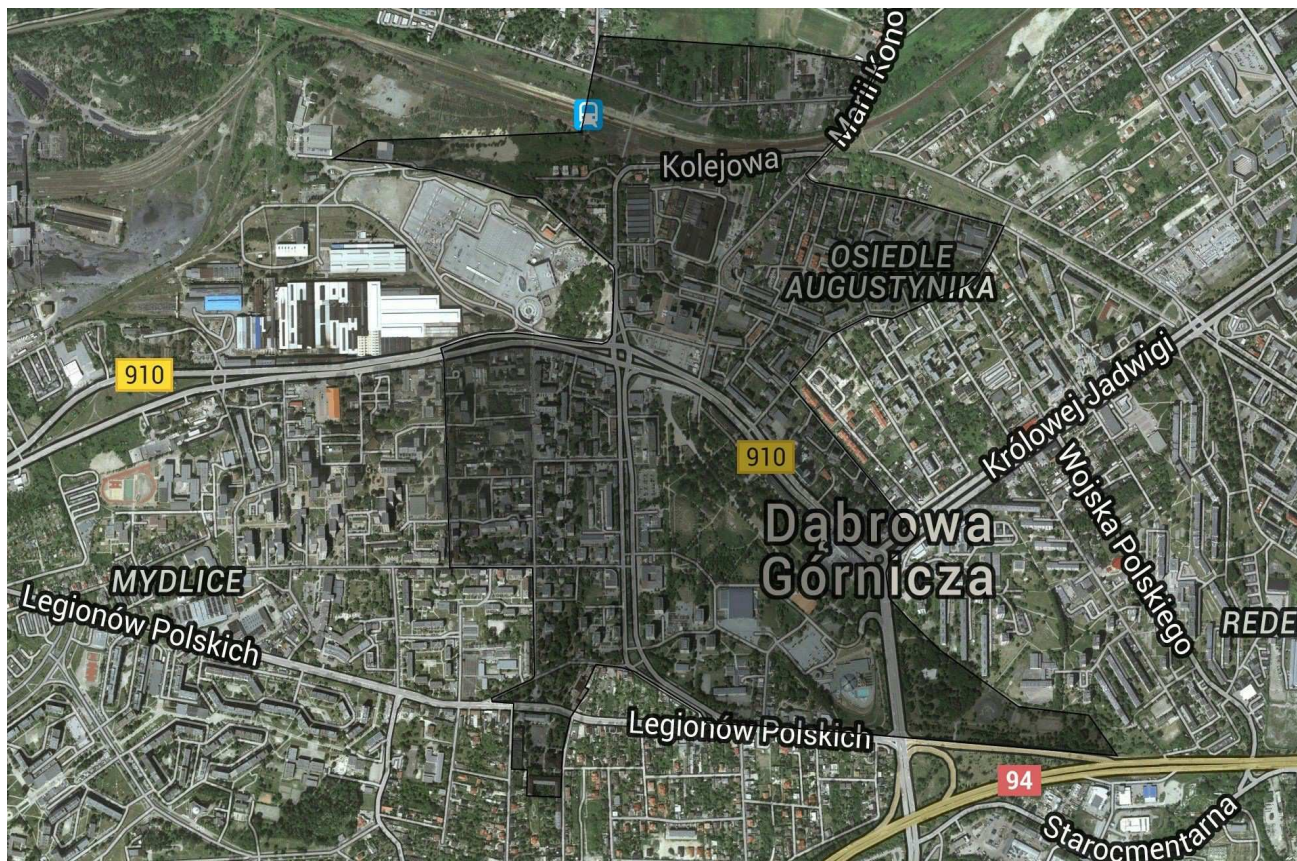 Marii Kono
Kolejowa
OSIEDLE
AUGUSTYNIKA
910
Królowej Jadwigi
910
Wojska Polskiego
Dąbrowa
Górnicza
MYDLICE
Legionów Polskich
REDE
Legionów Polskich
94
Starocmentarna